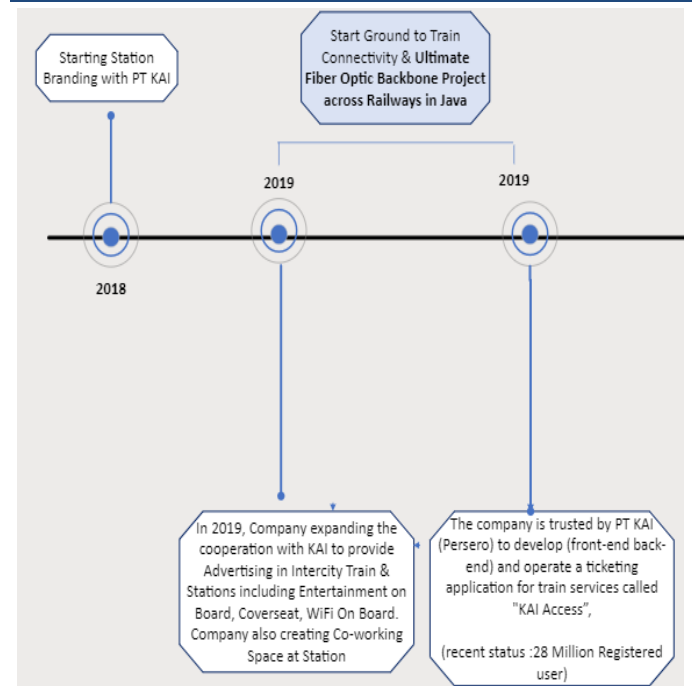 Starting Station
Branding with PT KAI
Start Ground to Train
Connectivity & Ultimate
Fiber Optic Backbone Project
across Railways in Java
2019
2019
2018
In 2019, Company expanding the
cooperation with KAI to provide
Advertising in Intercity Train &
Stations including Entertainment on
Board, Coverseat, WiFi On Board.
Company also creating Co-working
Space at Station
The company is trusted by PT KAI
(Persero) to develop (front-end back-
end) and operate a ticketing
application for train services called
"KAI Access”,
(recent status :28 Million Registered
user)